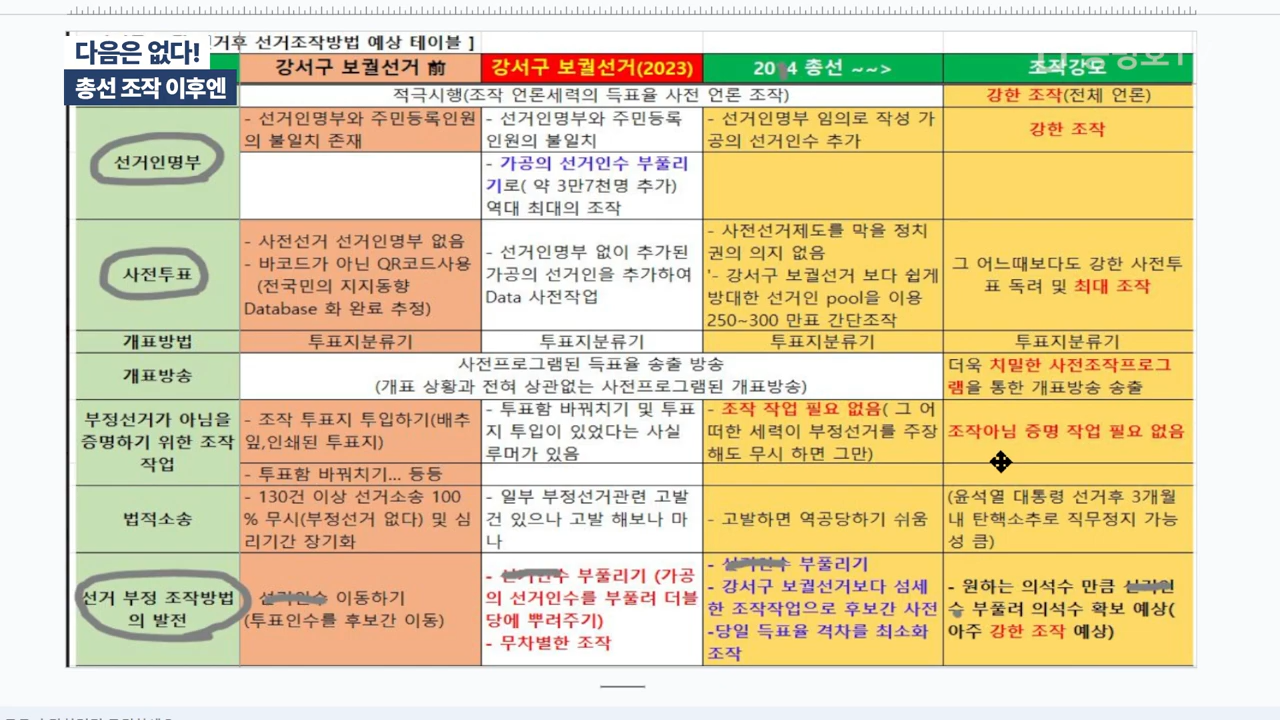 다음은 없다!
총선 조작 이후엔
거후 선거조작방법 예상 테이블 ]
강서구 보궐선거 前
강서구 보궐선거(2023)
총선 ~~>
조작강도
적극시행(조작 언론세력의 득표율 사전 언론 조작)
강한 조작(전체 언론)
선거인명부
- 선거인명부와 주민등록인원
의 불일치 존재
- 선거인명부와 주민등록
인원의 불일치
- 선거인명부 임의로 작성 가
공의 선거인수 추가
강한 조작
- 가공의 선거인수 부풀리
기로( 약 3만7천명 추가)
역대 최대의 조작
사전투표
- 사전선거 선거인명부 없음
- 바코드가 아닌 QR코드사용
(전국민의 지지동향
Database 화 완료 추정)
- 선거인명부 없이 추가된
가공의 선거인을 추가하여
Data 사전작업
- 사전선거제도를 막을 정치
권의 의지 없음
'- 강서구 보궐선거 보다 쉽게
방대한 선거인 pool을 이용
250~300 만표 간단조작
그 어느때보다도 강한 사전투
표 독려 및 최대 조작
개표방법
투표지분류기
투표지분류기
투표지분류기
투표지분류기
개표방송
사전프로그램된 득표율 송출 방송
(개표 상황과 전혀 상관없는 사전프로그램된 개표방송)
더욱 치밀한 사전조작프로그
램을 통한 개표방송 송출
부정선거가 아님을
증명하기 위한 조작
작업
- 조작 투표지 투입하기(배추
잎,인쇄된 투표지)
- 투표함 바꿔치기 및 투표
지 투입이 있었다는 사실
루머가 있음
- 조작 작업 필요 없음( 그 어
떠한 세력이 부정선거를 주장
해도 무시 하면 그만)
조작아님 증명 작업 필요 없음
- 투표함 바꿔치기... 등등
법적소송
- 130건 이상 선거소송 100
% 무시(부정선거 없다) 및 심
리기간 장기화
- 일부 부정선거관련 고발
건 있으나 고발 해보나 마
나
- 고발하면 역공당하기 쉬움
(윤석열 대통령 선거후 3개월
내 탄핵소추로 직무정지 가능
성 큼)
선거 부정 조작방법
의 발전
이동하기
(투표인수를 후보간 이동)
- 부풀리기 (가공
의 선거인수를 부풀려 더블
당에 뿌려주기)
- 무차별한 조작
- 부풀리기
- 강서구 보궐선거보다 섬세
한 조작작업으로 후보간 사전
-당일 득표율 격차를 최소화
조작
- 원하는 의석수 만큼
부풀려 의석수 확보 예상(
아주 강한 조작 예상)